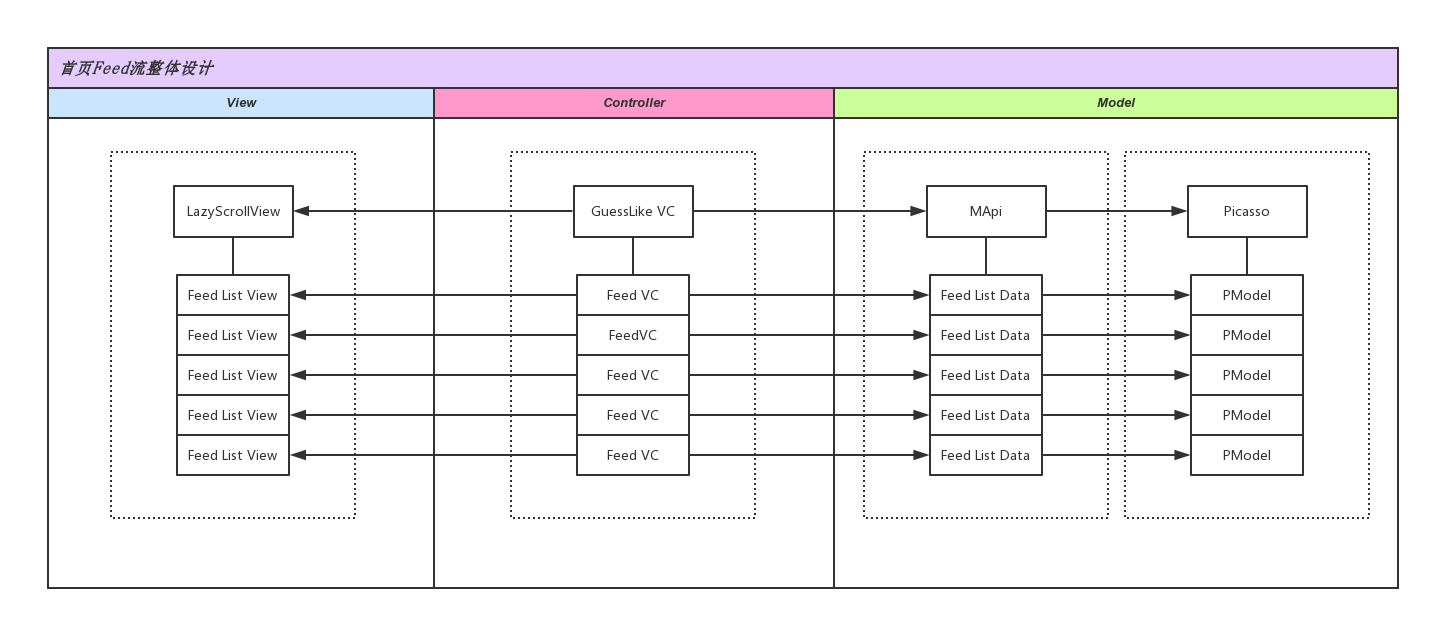 首页Feed流整体设计
View
Controller
Model
LazyScrollView
GuessLike VC
MApi
Picasso
Feed List View
Feed VC
Feed List Data
PModel
Feed List View
FeedVC
Feed List Data
PModel
Feed List View
Feed VC
Feed List Data
PModel
Feed List View
Feed VC
Feed List Data
PModel
Feed List View
Feed VC
Feed List Data
PModel